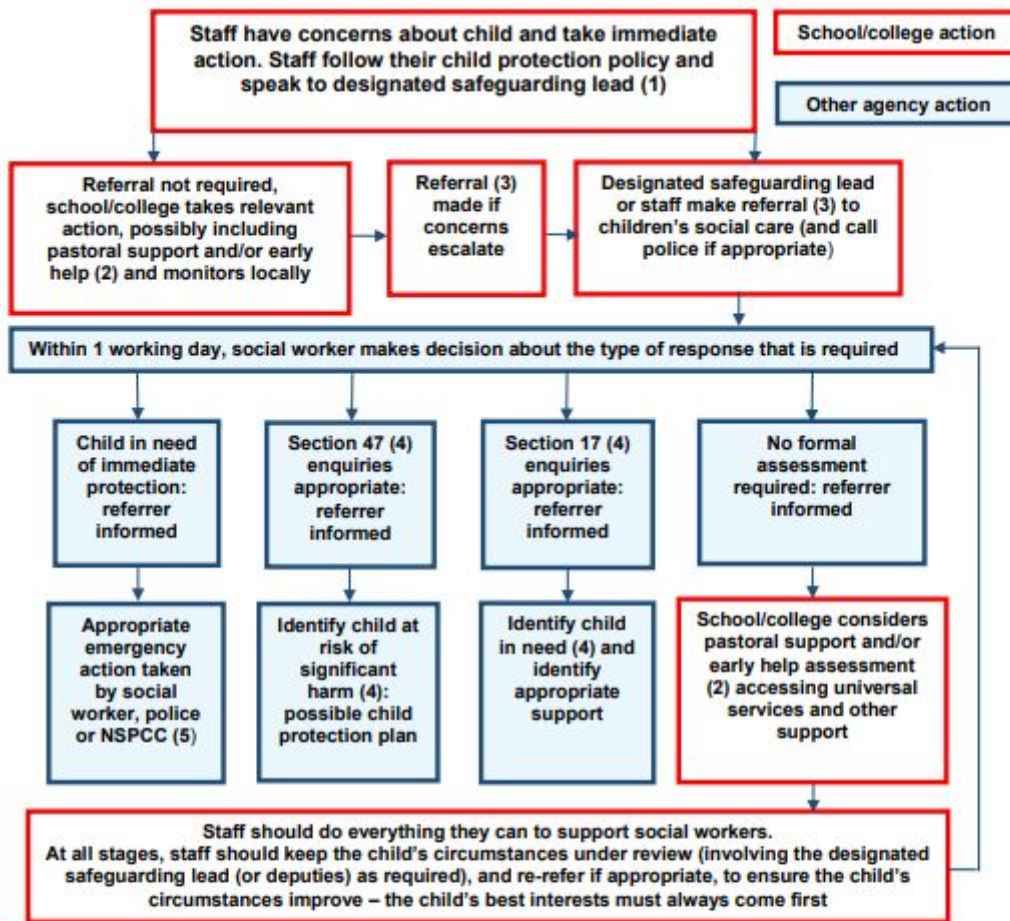 Staff have concerns about child and take immediate
action. Staff follow their child protection policy and
speak to designated safeguarding lead (1)
School/college action
Other agency action
Referral not required,
school/college takes relevant
action, possibly including
pastoral support and/or early
help (2) and monitors locally
Referral (3)
made if
concerns
escalate
Designated safeguarding lead
or staff make referral (3) to
children’s social care (and call
police if appropriate)
Within 1 working day, social worker makes decision about the type of response that is required
Child in need
of immediate
protection:
referrer
informed
Section 47 (4)
enquiries
appropriate:
referrer
informed
Section 17 (4)
enquiries
appropriate:
referrer
informed
No formal
assessment
required: referrer
informed
Appropriate
emergency
action taken
by social
worker, police
or NSPCC (5)
Identify child at
risk of
significant
harm (4):
possible child
protection plan
Identify child
in need (4) and
identify
appropriate
support
School/college considers
pastoral support and/or
early help assessment
(2) accessing universal
services and other
support
Staff should do everything they can to support social workers.
At all stages, staff should keep the child’s circumstances under review (involving the designated
safeguarding lead (or deputies) as required), and re-refer if appropriate, to ensure the child’s
circumstances improve – the child’s best interests must always come first